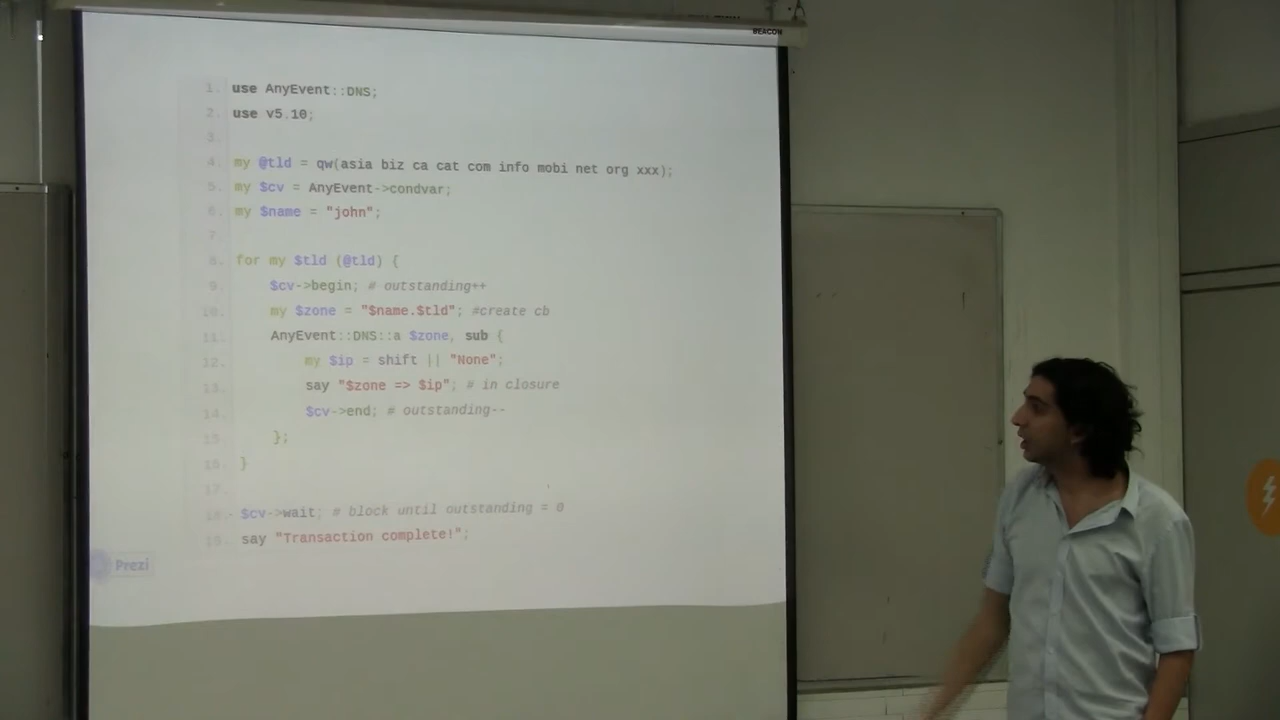 BEACON
1. use AnyEvent::DNS;
2. use v5.10;
3.
4. my @tld = qw(asia biz ca cat com info mobi net org xxx);
5. my $cv = AnyEvent->condvar;
6. my $name = "john";
7.
8. for my $tld (@tld) {
9. $cv->begin; # outstanding++
10. my $zone = "$name.$tld"; #create cb
11. AnyEvent::DNS::a $zone, sub {
12. my $ip = shift || "None";
13. say "$zone => $ip"; # in closure
14. $cv->end; # outstanding--
15. };
16. }
17.
18. $cv->wait; # block until outstanding = 0
19. say "Transaction complete!";
Prezi